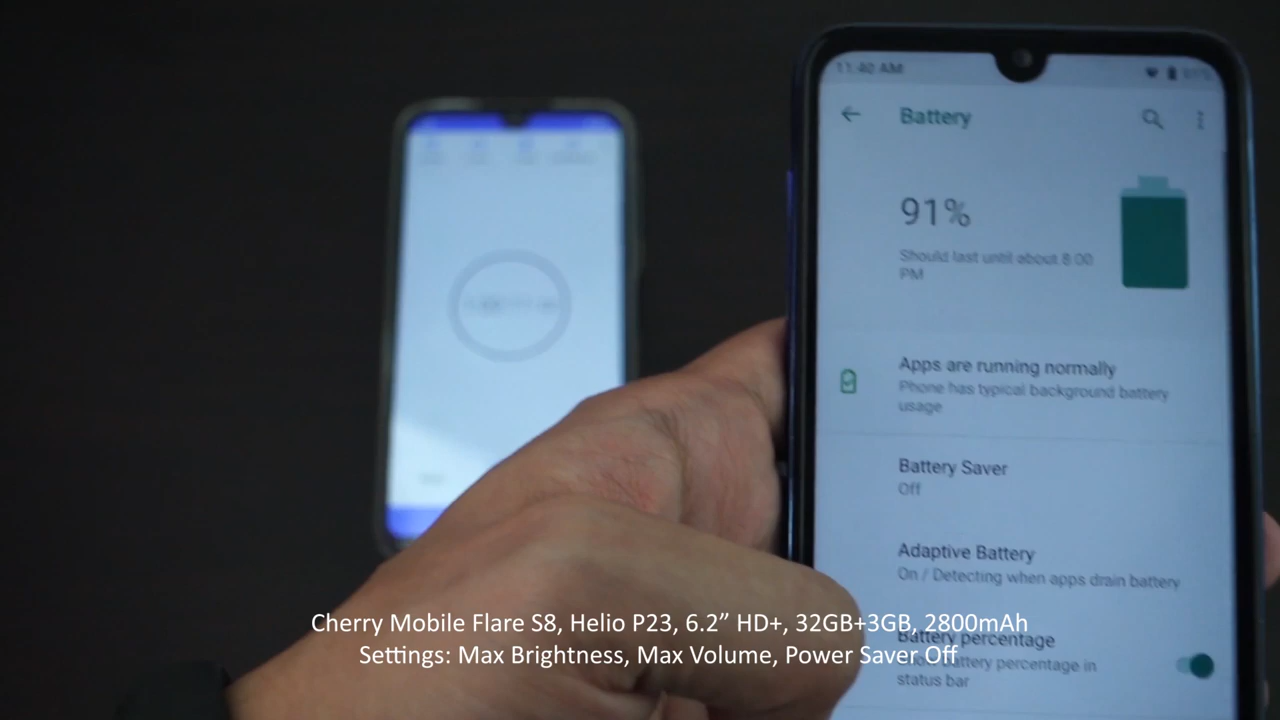 11:40 AM
Battery
91%
Should last until about 8:00
PM
Apps are running normally
Phone has typical background battery
usage
Battery Saver
Off
Adaptive Battery
On / Detecting when apps drain battery
Battery percentage
Show battery percentage in
status bar
Cherry Mobile Flare S8, Helio P23, 6.2” HD+, 32GB+3GB, 2800mAh
Settings: Max Brightness, Max Volume, Power Saver Off